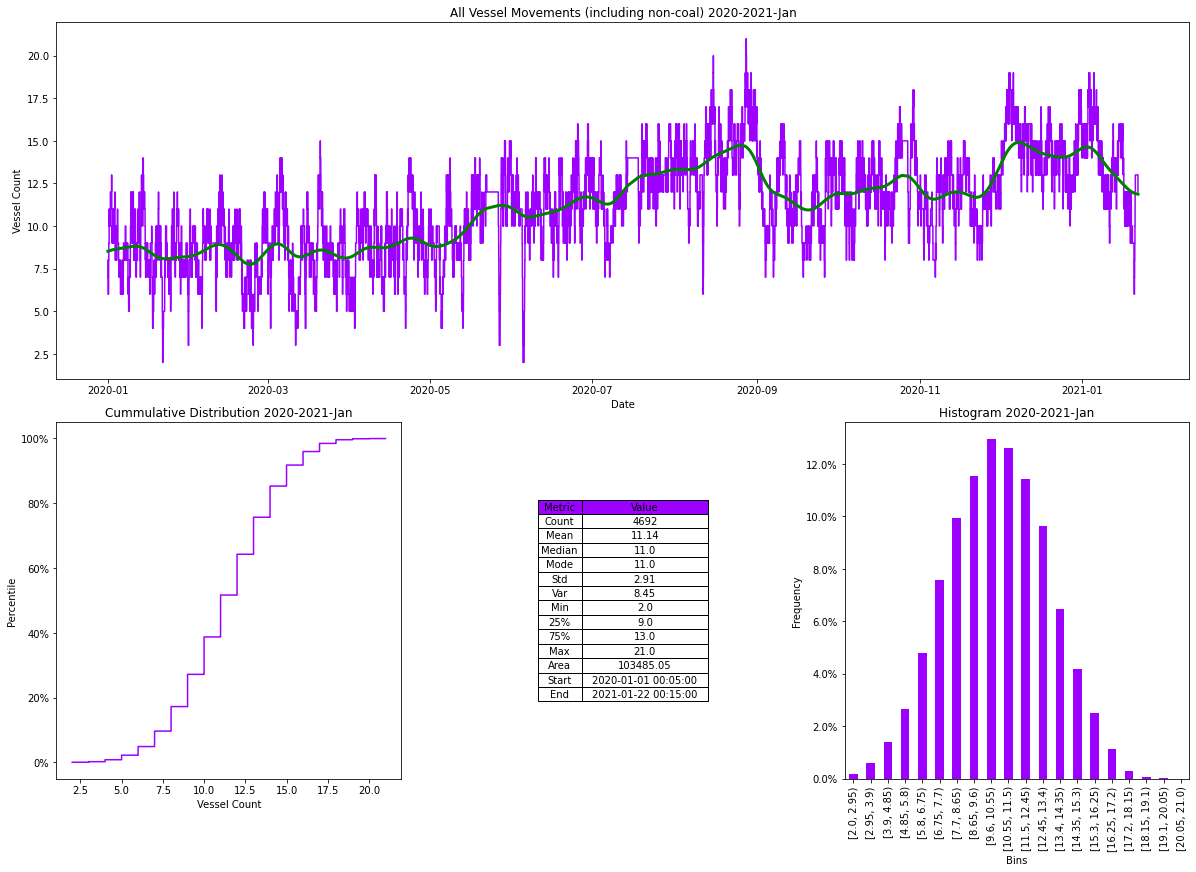 All Vessel Movements (including non-coal) 2020-2021-Jan
Vessel Count
20.0
17.5
15.0
12.5
10.0
7.5
5.0
2.5
2020-01 2020-03 2020-05 2020-07 2020-09 2020-11 2021-01
Date
Cummulative Distribution 2020-2021-Jan
Percentile
100%
80%
60%
40%
20%
0%
2.5 5.0 7.5 10.0 12.5 15.0 17.5 20.0
Vessel Count
Metric Value
Count 4692
Mean 11.14
Median 11.0
Mode 11.0
Std 2.91
Var 8.45
Min 2.0
25% 9.0
75% 13.0
Max 21.0
Area 103485.05
Start 2020-01-01 00:05:00
End 2021-01-22 00:15:00
Histogram 2020-2021-Jan
Frequency
12.0%
10.0%
8.0%
6.0%
4.0%
2.0%
0.0%
[2.0, 2.95)
[2.95, 3.9)
[3.9, 4.85)
[4.85, 5.8)
[5.8, 6.75)
[6.75, 7.7)
[7.7, 8.65)
[8.65, 9.6)
[9.6, 10.55)
[10.55, 11.5)
[11.5, 12.45)
[12.45, 13.4)
[13.4, 14.35)
[14.35, 15.3)
[15.3, 16.25)
[16.25, 17.2)
[17.2, 18.15)
[18.15, 19.1)
[19.1, 20.05)
[20.05, 21.0)
Bins